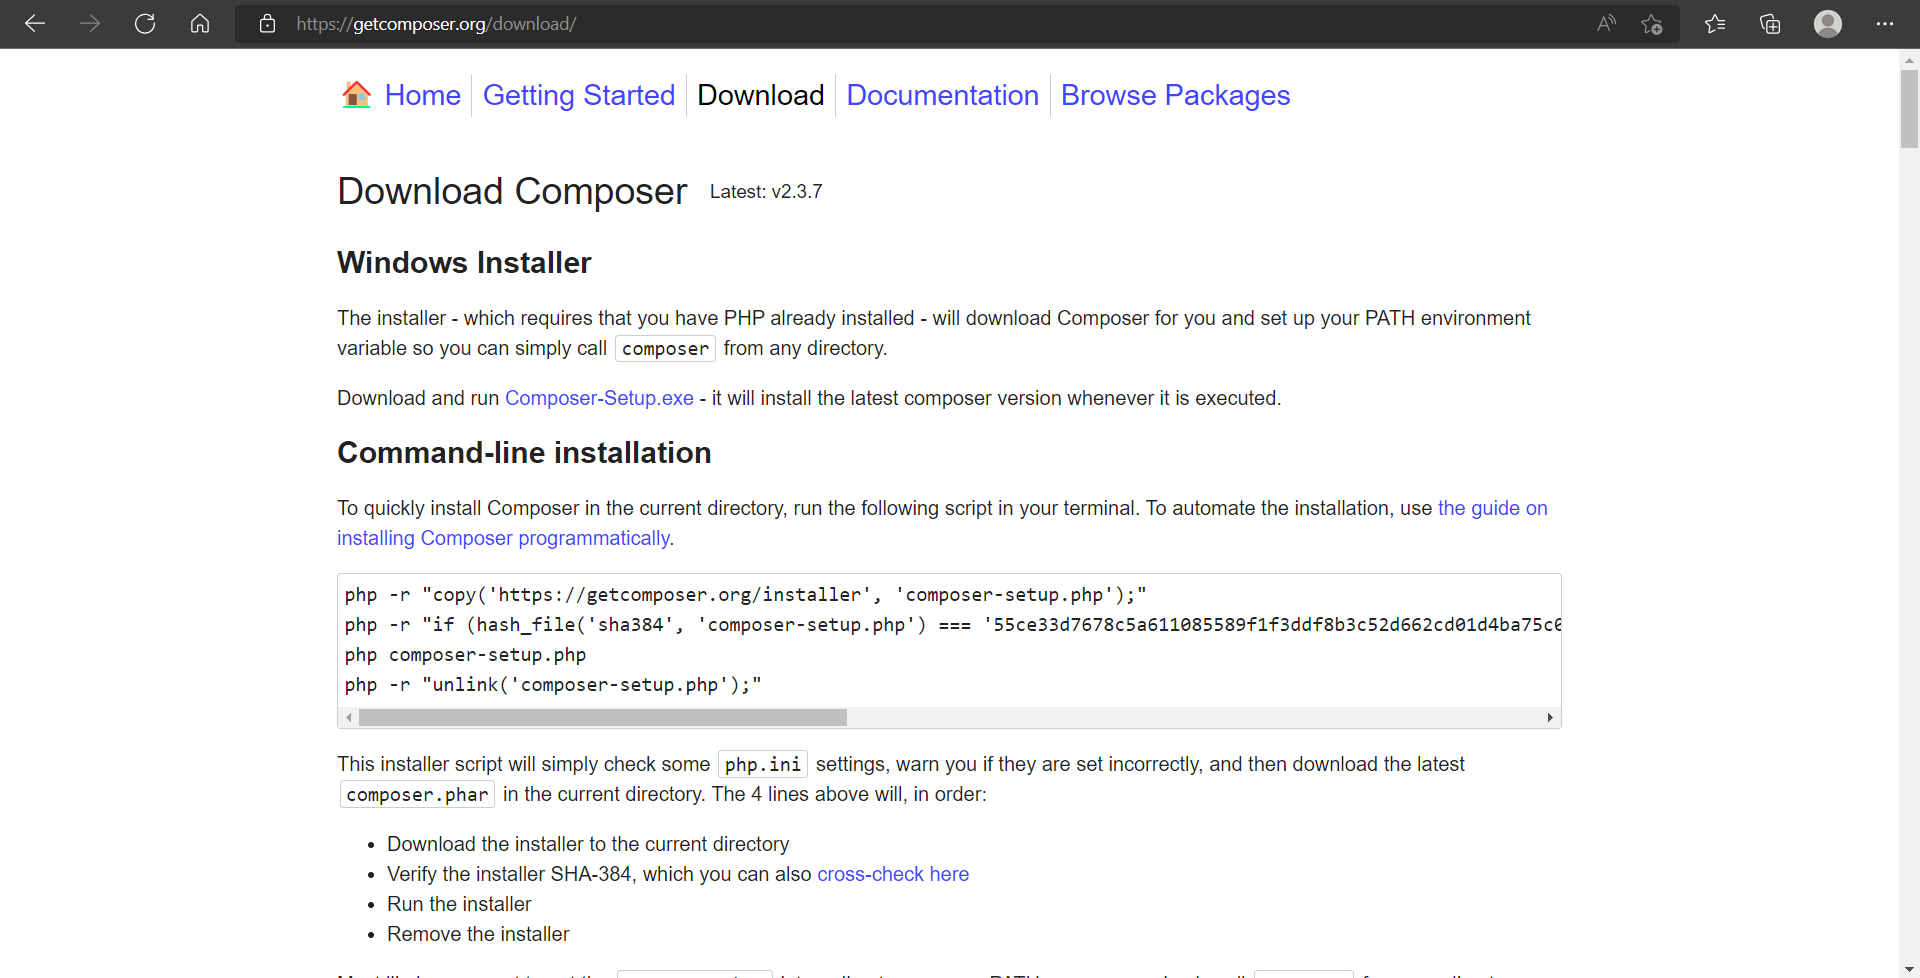 https://getcomposer.org/download/
Home Getting Started Download Documentation Browse Packages
Download Composer Latest: v2.3.7
Windows Installer
The installer - which requires that you have PHP already installed - will download Composer for you and set up your PATH environment
variable so you can simply call composer from any directory.
Download and run Composer-Setup.exe - it will install the latest composer version whenever it is executed.
Command-line installation
To quickly install Composer in the current directory, run the following script in your terminal. To automate the installation, use the guide on
installing Composer programmatically.
php -r "copy('https://getcomposer.org/installer', 'composer-setup.php');"
php -r "if (hash_file('sha384', 'composer-setup.php') === '55ce33d7678c5a611085589f1f3ddf8b3c52d662cd01d4ba75c0
php composer-setup.php
php -r "unlink('composer-setup.php');"
This installer script will simply check some php.ini settings, warn you if they are set incorrectly, and then download the latest
composer.phar in the current directory. The 4 lines above will, in order:
• Download the installer to the current directory
• Verify the installer SHA-384, which you can also cross-check here
• Run the installer
• Remove the installer